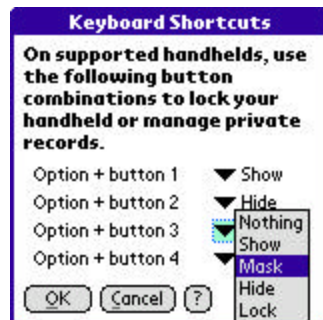 Keyboard Shortcuts
On supported handhelds, use
the following button
combinations to lock your
handheld or manage private
records.
Option + button 1 Show
Option + button 2 Hide
Option + button 3
Option + button 4
Nothing
Show
Mask
Hide
Lock
OK Cancel ?